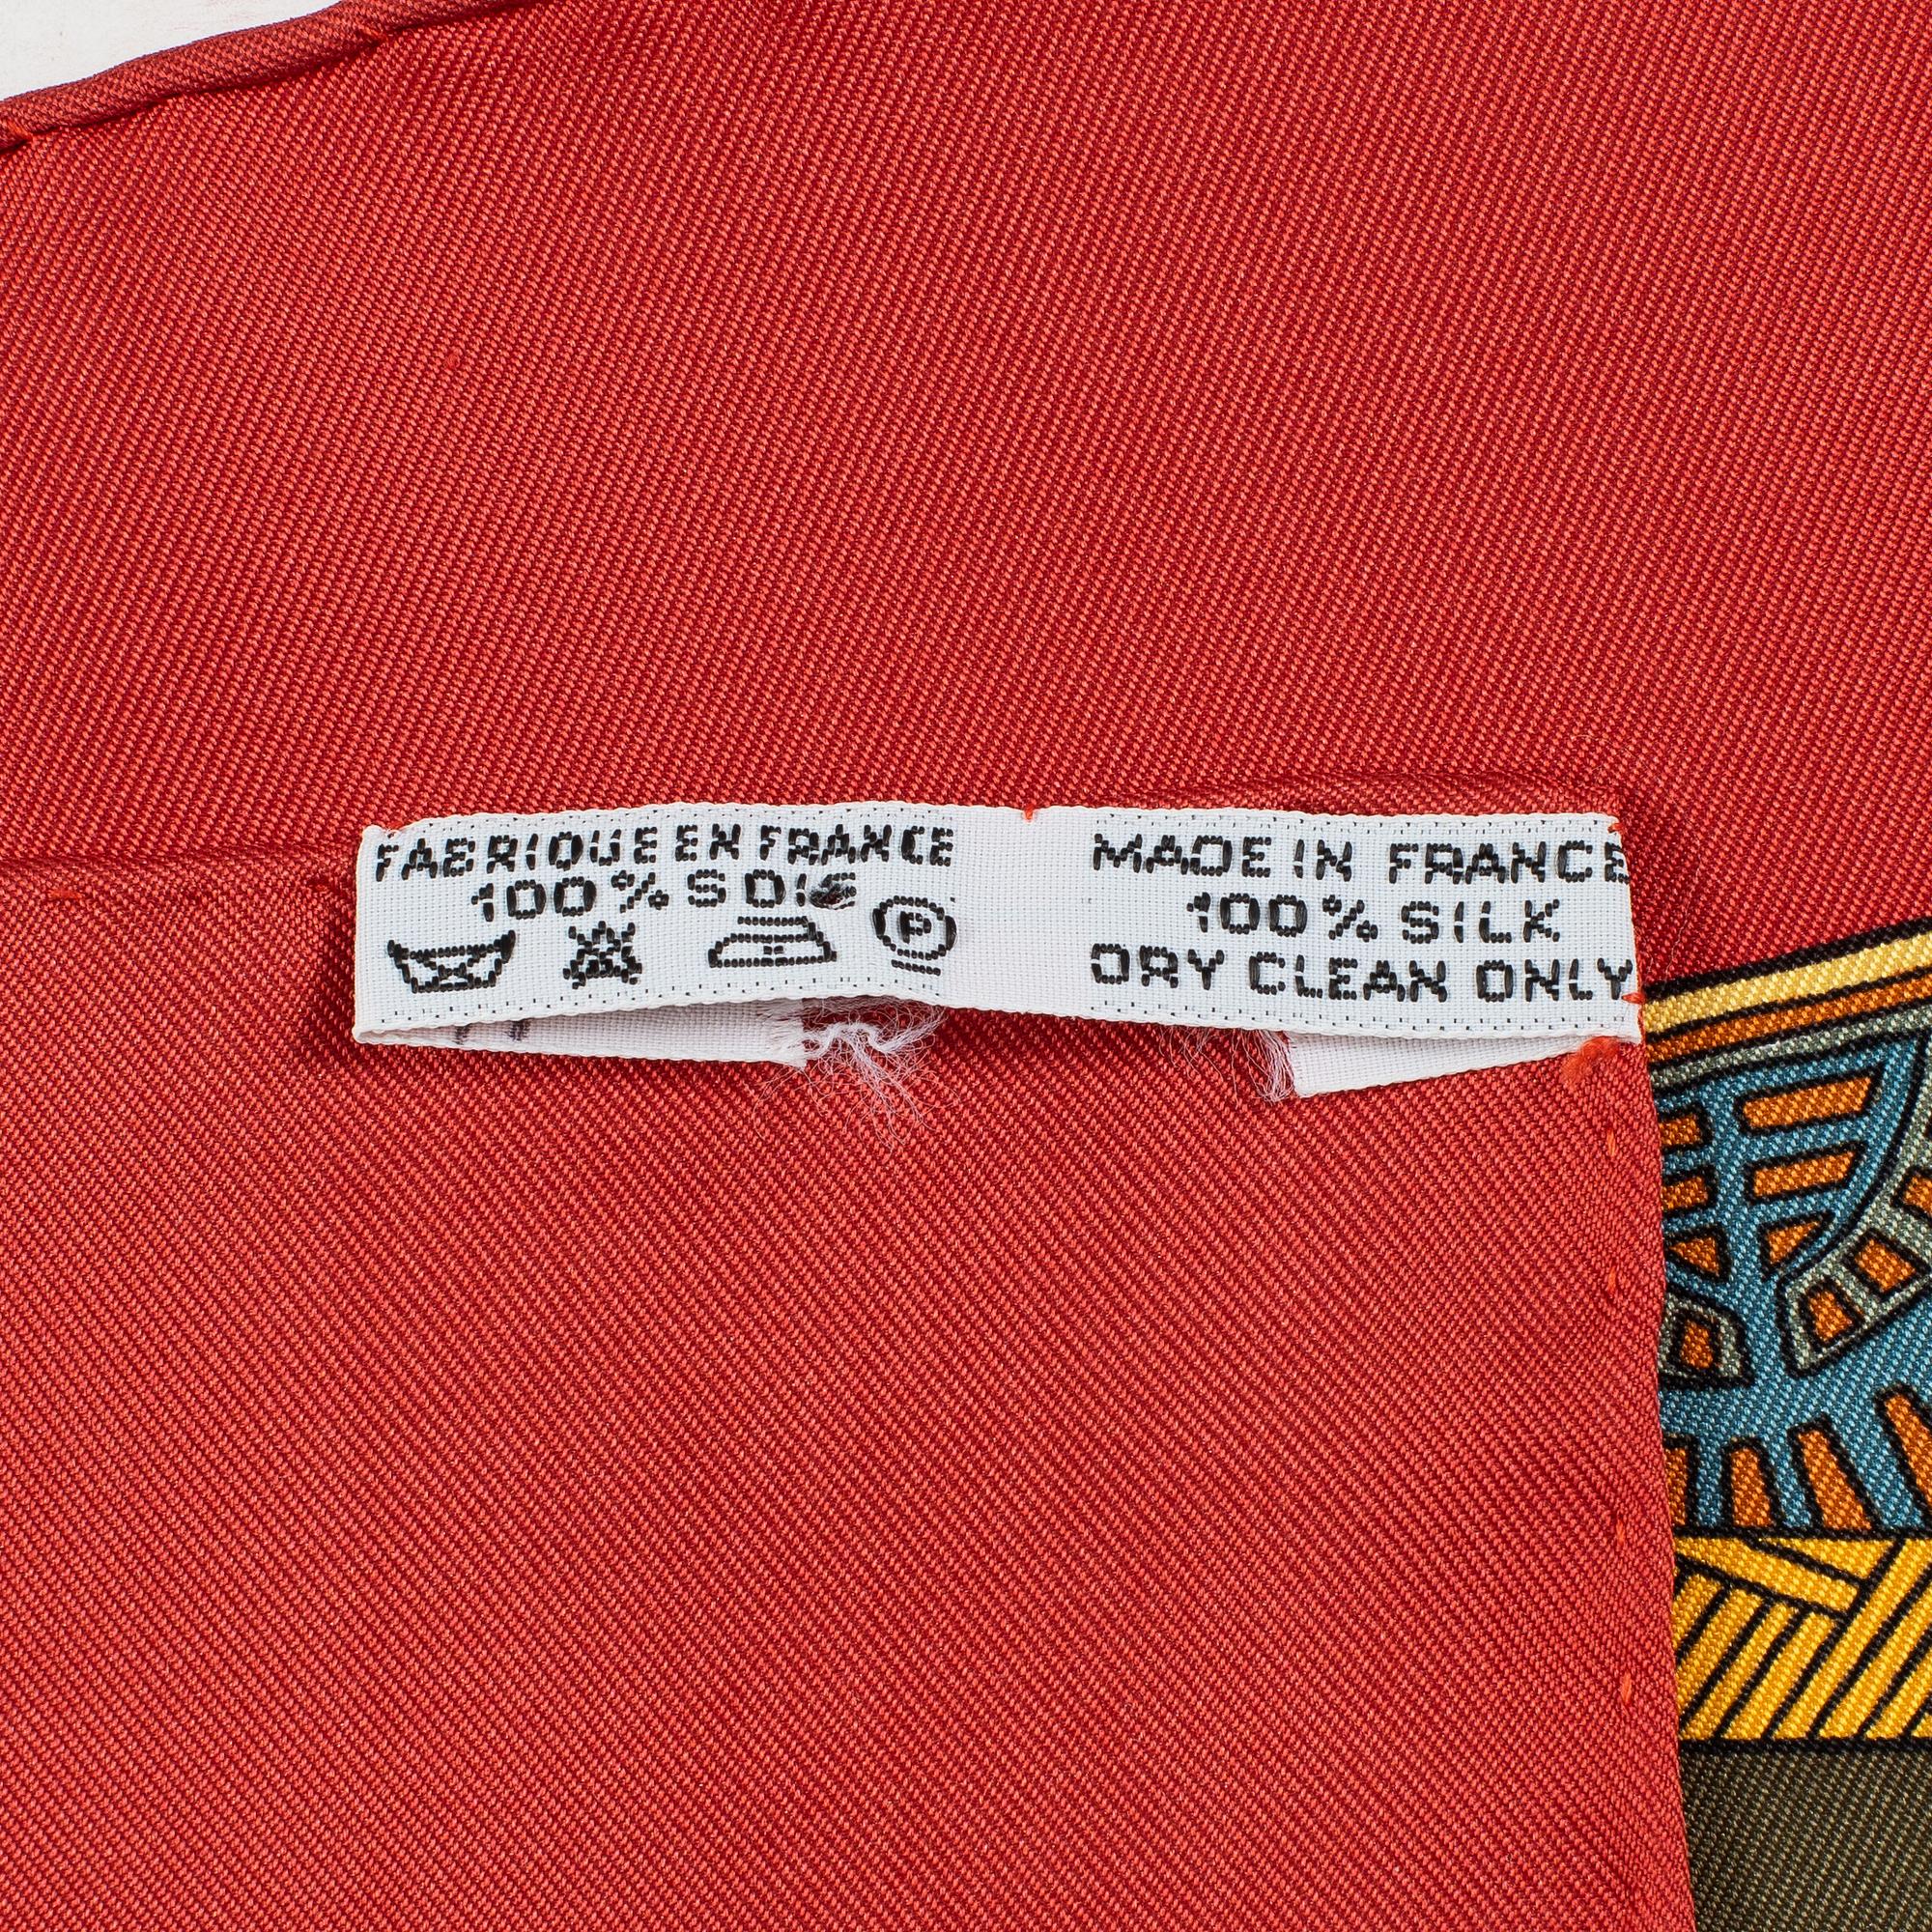 FABRIQUE EN FRANCE
100% SOIE
P
MADE IN FRANCE
100% SILK
DRY CLEAN ONLY